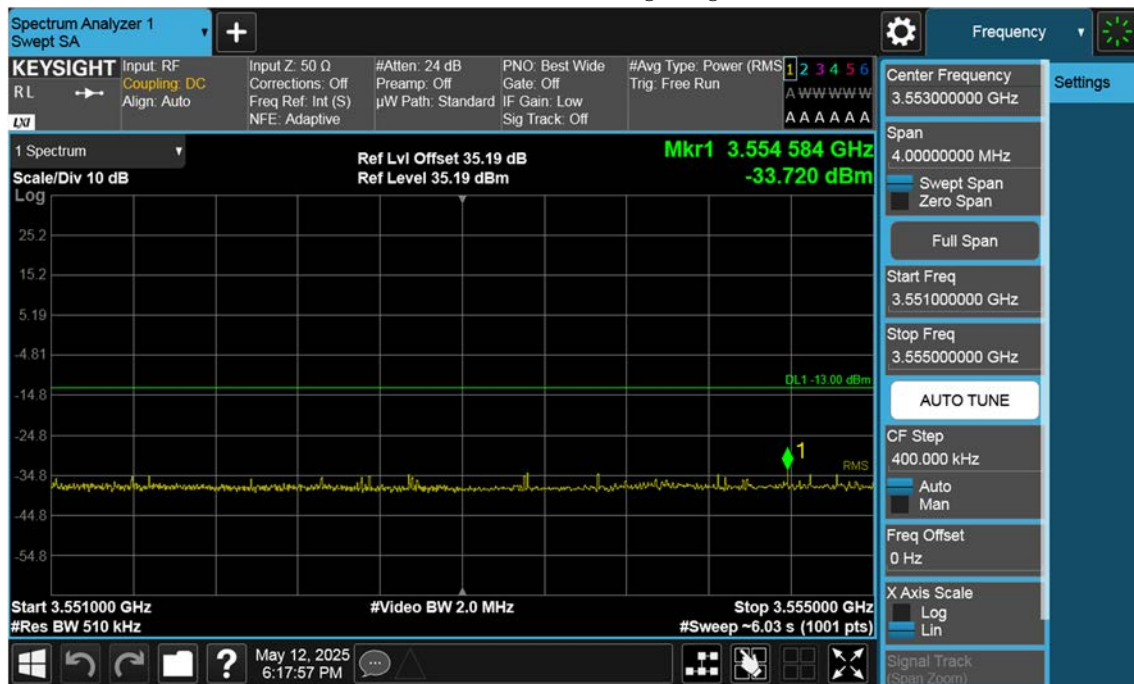 Spectrum Analyzer 1
Swept SA
Frequency
KEYSIGHT
RL
LXI
Input: RF
Coupling: DC
Align: Auto
Input Z: 50 Ω
Corrections: Off
Freq Ref: Int (S)
NFE: Adaptive
#Atten: 24 dB
Preamp: Off
µW Path: Standard
PNO: Best Wide
Gate: Off
IF Gain: Low
Sig Track: Off
#Avg Type: Power (RMS
Trig: Free Run
1 2 3 4 5 6
A W W W W W
A A A A A A
1 Spectrum
Scale/Div 10 dB
Ref Lvl Offset 35.19 dB
Ref Level 35.19 dBm
Mkr1 3.554 584 GHz
-33.720 dBm
Log
25.2
15.2
5.19
-4.81
-14.8
-24.8
-34.8
-44.8
-54.8
DL1 -13.00 dBm
1
RMS
Start 3.551000 GHz
#Res BW 510 kHz
#Video BW 2.0 MHz
Stop 3.555000 GHz
#Sweep ~6.03 s (1001 pts)
?
May 12, 2025
6:17:57 PM
Center Frequency
3.553000000 GHz
Span
4.00000000 MHz
Swept Span
Zero Span
Full Span
Start Freq
3.551000000 GHz
Stop Freq
3.555000000 GHz
AUTO TUNE
CF Step
400.000 kHz
Auto
Man
Freq Offset
0 Hz
X Axis Scale
Log
Lin
Signal Track
(Span Zoom)
Settings